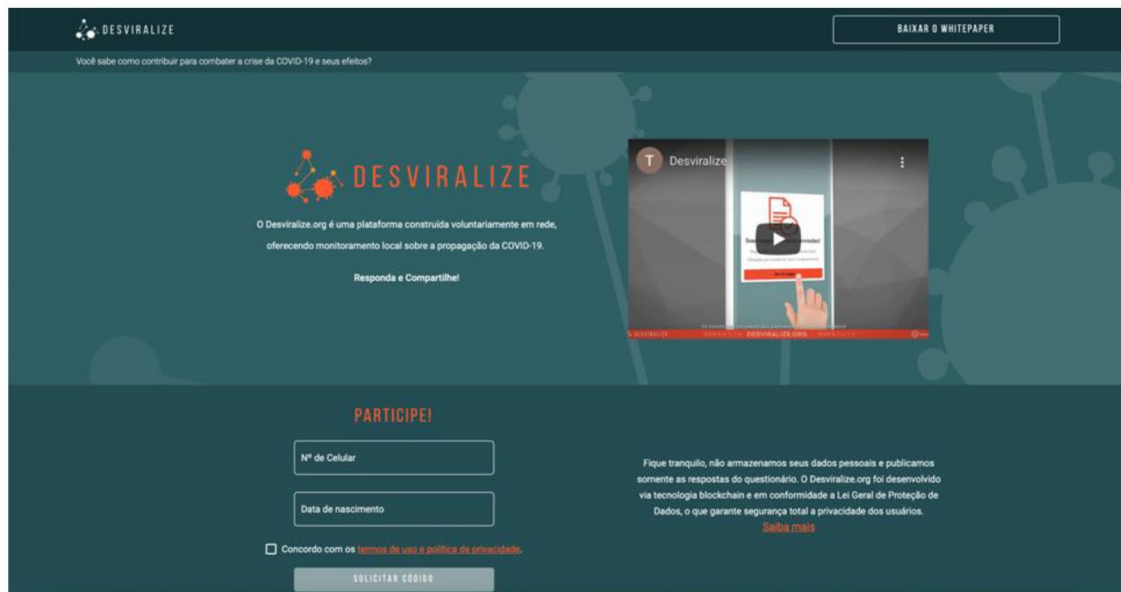 DESVIRALIZE
BAIXAR O WHITEPAPER
Você sabe como contribuir para combater a crise da COVID-19 e seus efeitos?
DESVIRALIZE
O Desviralize.org é uma plataforma construída voluntariamente em rede,
oferecendo monitoramento local sobre a propagação da COVID-19.
Responda e Compartilhe!
T Desviralize
DESVIRALIZE DESVIRALIZE.ORG
PARTICIPE!
Nº de Celular
Data de nascimento
Concordo com os termos de uso e política de privacidade.
SOLICITAR CÓDIGO
Fique tranquilo, não armazenamos seus dados pessoais e publicamos
somente as respostas do questionário. O Desviralize.org foi desenvolvido
via tecnologia blockchain e em conformidade a Lei Geral de Proteção de
Dados, o que garante segurança total a privacidade dos usuários.
Saiba mais